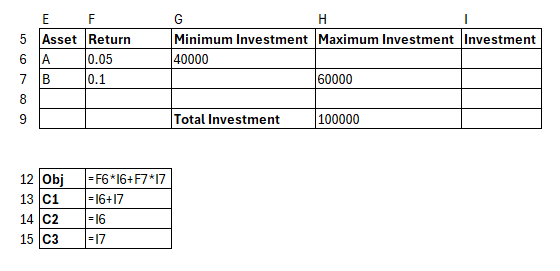 E F G H I
5 Asset Return Minimum Investment Maximum Investment Investment
6 A 0.05 40000
7 B 0.1 60000
8
9 Total Investment 100000
12 Obj =F6*I6+F7*I7
13 C1 =I6+I7
14 C2 =I6
15 C3 =I7